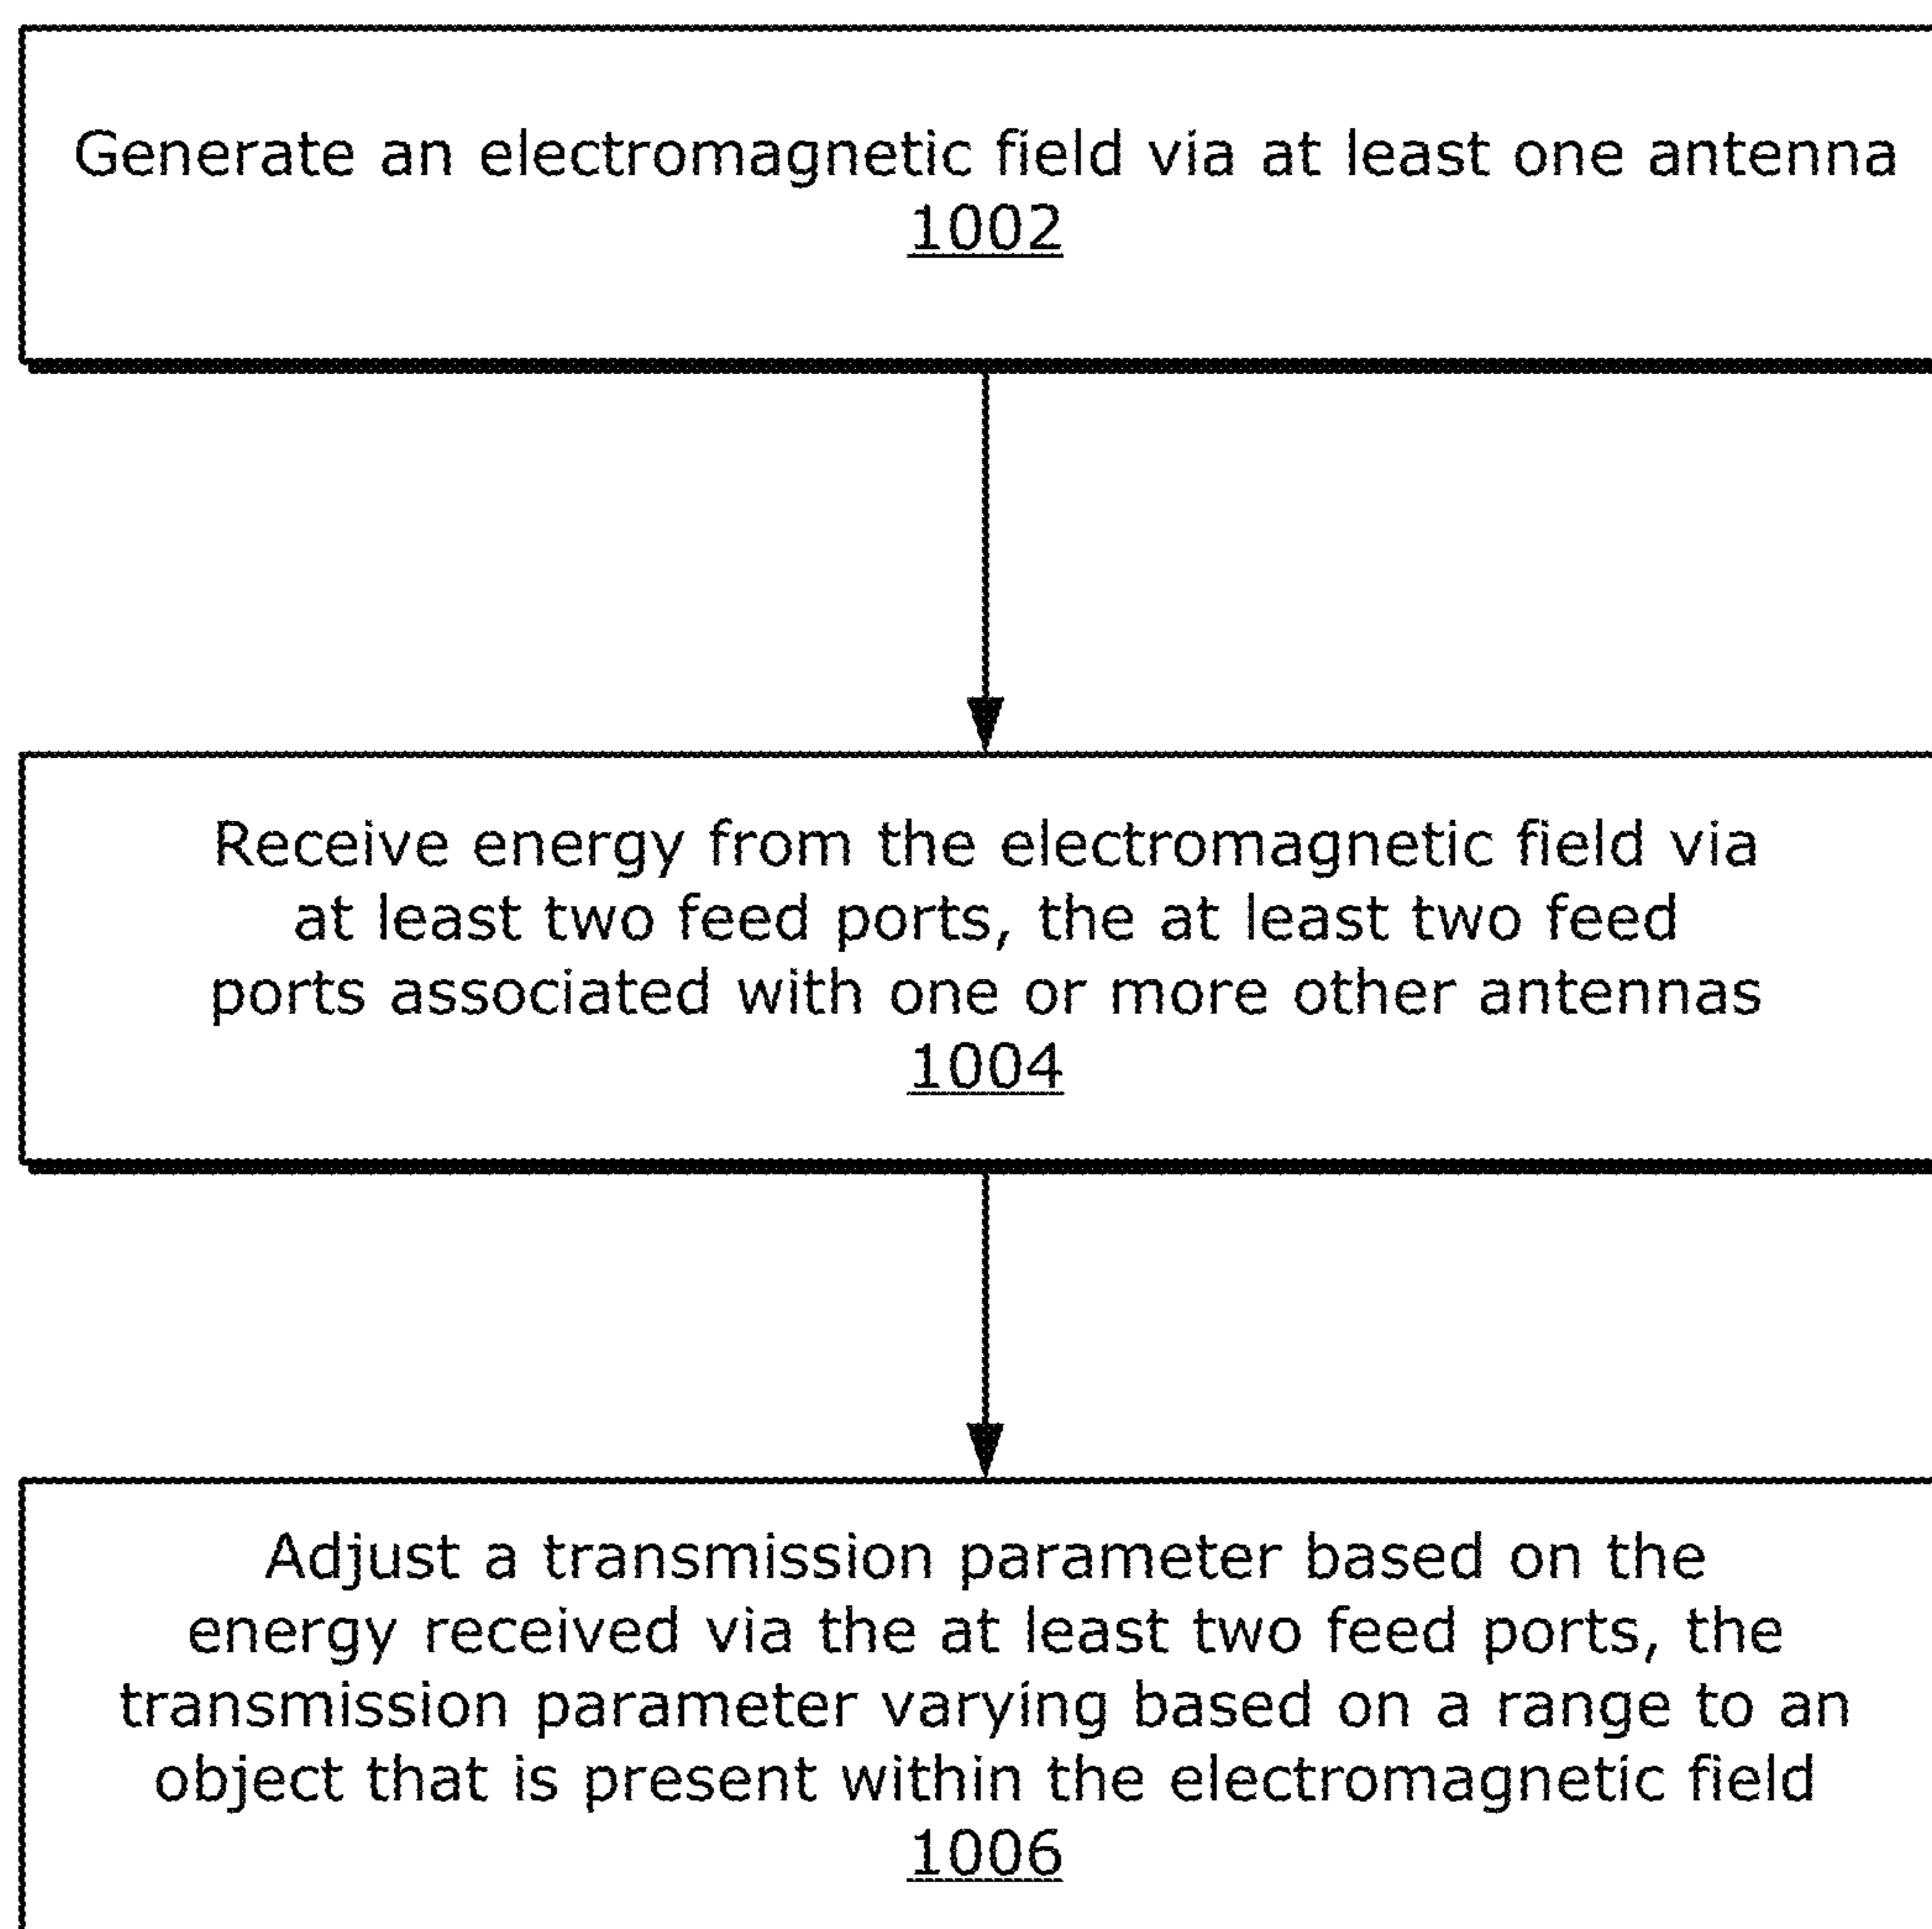 Generate an electromagnetic field via at least one antenna
1002
Receive energy from the electromagnetic field via
at least two feed ports, the at least two feed
ports associated with one or more other antennas
1004
Adjust a transmission parameter based on the
energy received via the at least two feed ports, the
transmission parameter varying based on a range to an
object that is present within the electromagnetic field
1006